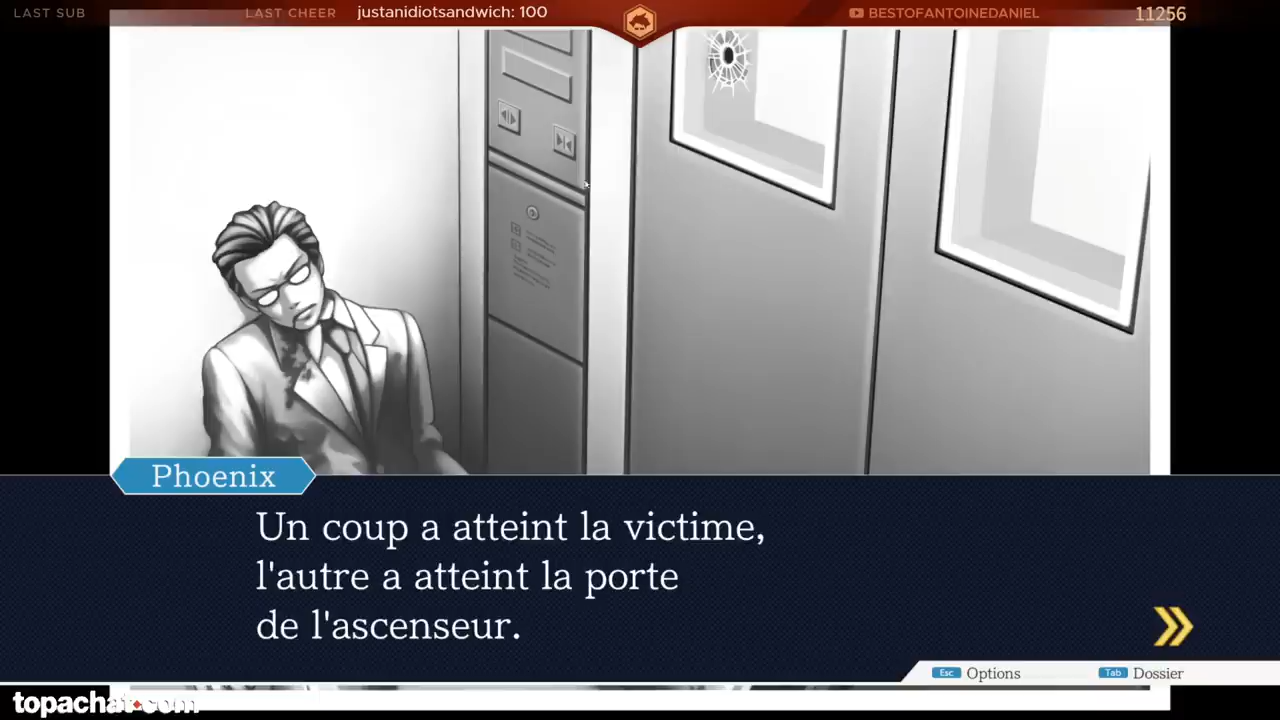 LAST SUB
LAST CHEER justanidiotsandwich: 100
BESTOFANTOINEDANIEL
11256
Phoenix
Un coup a atteint la victime,
l'autre a atteint la porte
de l'ascenseur.
Esc Options
Tab Dossier
topachat.com